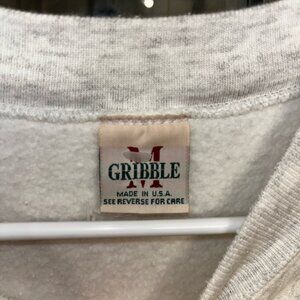 M
GRIBBLE
MADE IN U.S.A.
SEE REVERSE FOR CARE